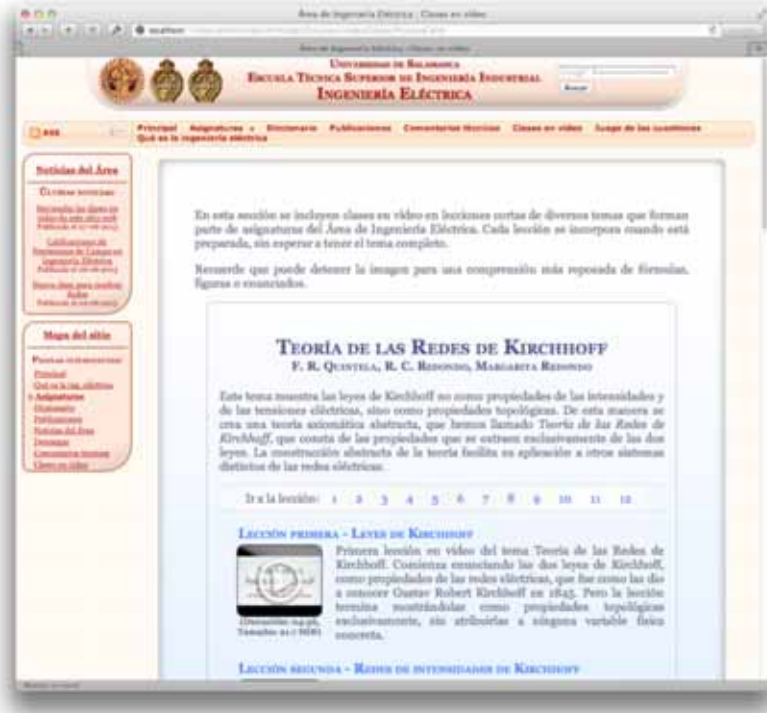 Área de Ingeniería Eléctrica : Clases en vídeo
localhost
Área de Ingeniería Eléctrica : Clases en vídeo
Universidad de Salamanca
Escuela Técnica Superior de Ingeniería Industrial
Ingeniería Eléctrica
Buscar
RSS
Principal Asignaturas Diccionario Publicaciones Comentarios técnicos Clases en vídeo Juego de las cuestiones
Qué es la ingeniería eléctrica
Noticias del Área
Últimas noticias
Calificaciones de
Ingeniería Eléctrica
Mapa del sitio
Principal
Qué es la ing. eléctrica
Asignaturas
Diccionario
Publicaciones
Noticias del Área
Descargas
Comentarios técnicos
Clases en vídeo
En esta sección se incluyen clases en vídeo en lecciones cortas de diversos temas que forman
parte de asignaturas del Área de Ingeniería Eléctrica. Cada lección se incorpora cuando está
preparada, sin esperar a tener el tema completo.
Recuerde que puede detener la imagen para una comprensión más reposada de fórmulas,
figuras o enunciados.
Teoría de las Redes de Kirchhoff
F. R. Quintela, R. C. Redondo, Margarita Redondo
Este tema muestra las leyes de Kirchhoff no como propiedades de las intensidades y
de las tensiones eléctricas, sino como propiedades topológicas. De esta manera se
crea una teoría axiomática abstracta, que hemos llamado Teoría de las Redes de
Kirchhoff, que consta de las propiedades que se extraen exclusivamente de las dos
leyes. La construcción abstracta de la teoría facilita su aplicación a otros sistemas
distintos de las redes eléctricas.
Ir a la lección: 1 2 3 4 5 6 7 8 9 10 11 12
Lección primera - Leyes de Kirchhoff
Primera lección en vídeo del tema Teoría de las Redes de
Kirchhoff. Comienza enunciando las dos leyes de Kirchhoff,
como propiedades de las redes eléctricas, que fue como las dio
a conocer Gustav Robert Kirchhoff en 1845. Pero la lección
termina mostrándolas como propiedades topológicas
exclusivamente, sin atribuirlas a ninguna variable física
concreta.
Lección segunda - Redes de intensidades de Kirchhoff